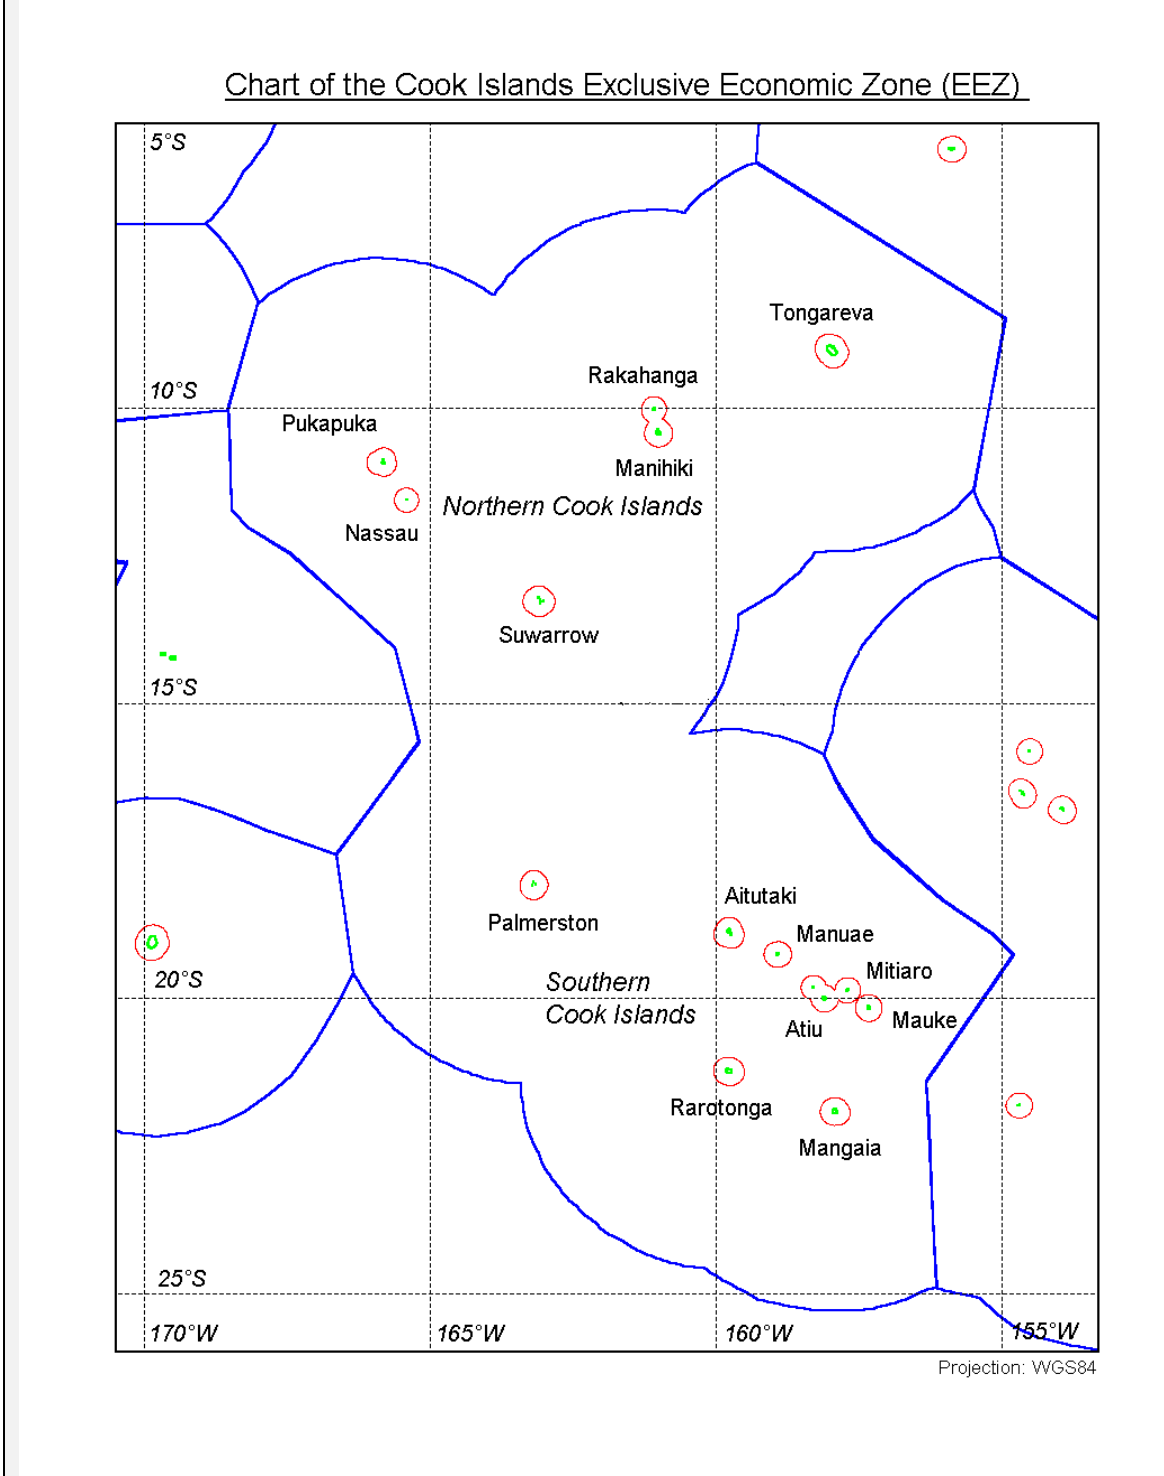 Chart of the Cook Islands Exclusive Economic Zone (EEZ)
5°S
Tongareva
Rakahanga
10°S
Pukapuka
Manihiki
Northern Cook Islands
Nassau
Suwarrow
15°S
Aitutaki
Palmerston
Manuae
Mitiaro
20°S
Southern
Cook Islands
Mauke
Atiu
Rarotonga
Mangaia
25°S
170°W
165°W
160°W
155°W
Projection: WGS84